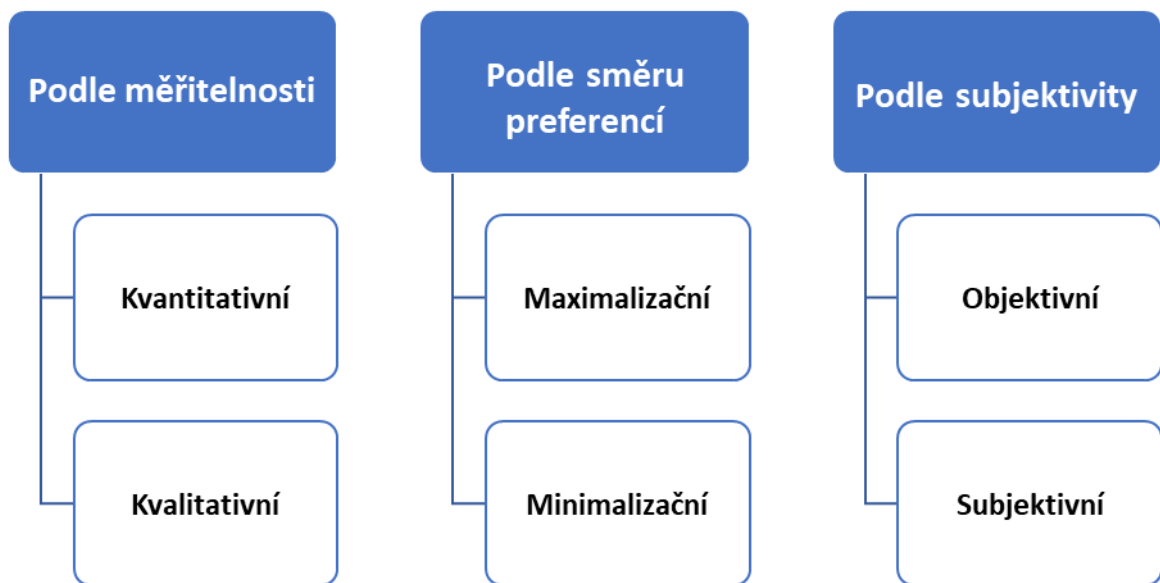 Podle měřitelnosti
Kvantitativní
Kvalitativní
Podle směru
preferencí
Maximalizační
Minimalizační
Podle subjektivity
Objektivní
Subjektivní